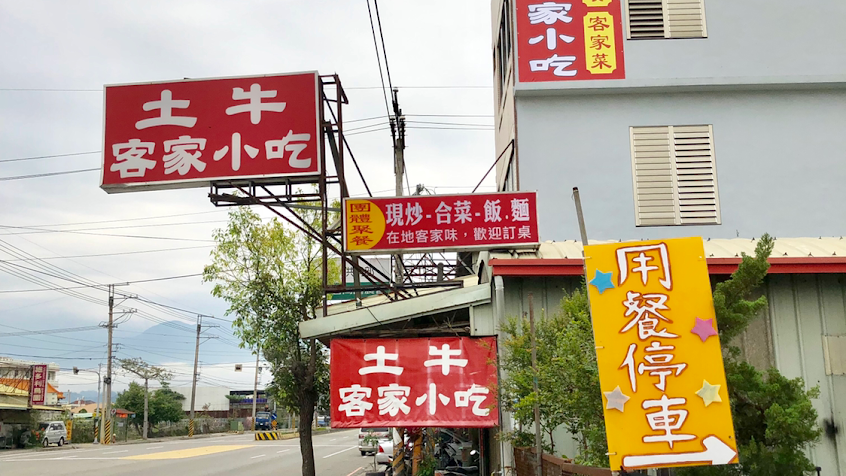 家小吃
客家菜
土牛
客家小吃
團體聚餐
現炒-合菜-飯.麵
在地客家味，歡迎訂桌
土牛
客家小吃
用餐停車